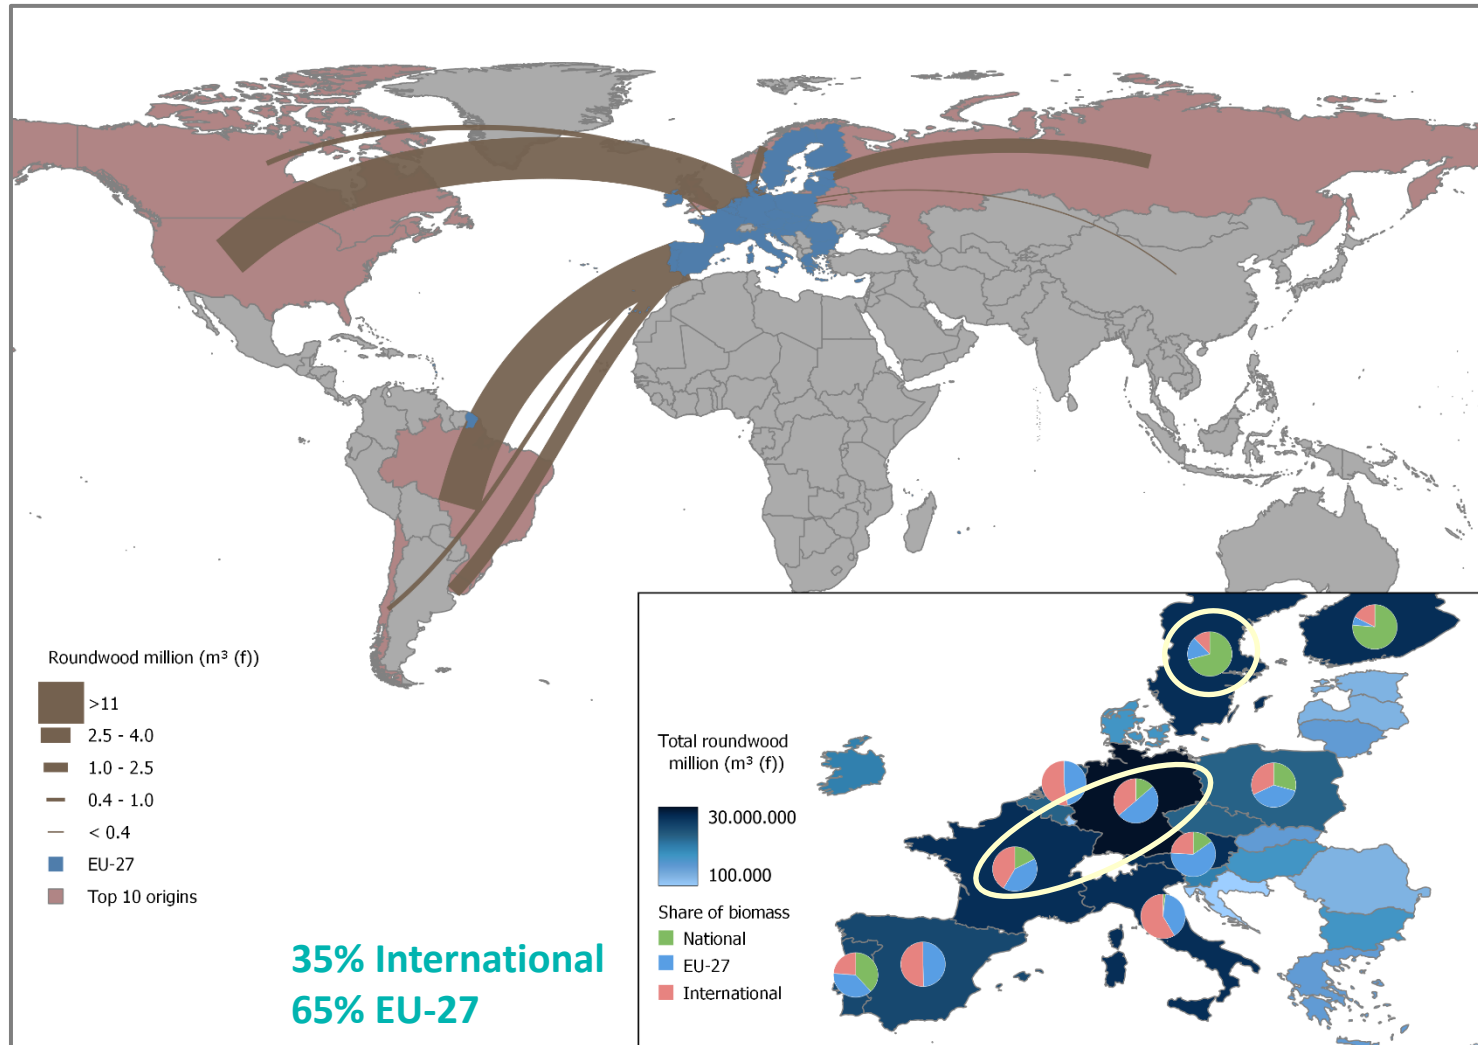 Roundwood million (m³ (f))
>11
2.5 - 4.0
1.0 - 2.5
0.4 - 1.0
< 0.4
EU-27
Top 10 origins
35% International
65% EU-27
Total roundwood
million (m³ (f))
30.000.000
100.000
Share of biomass
National
EU-27
International